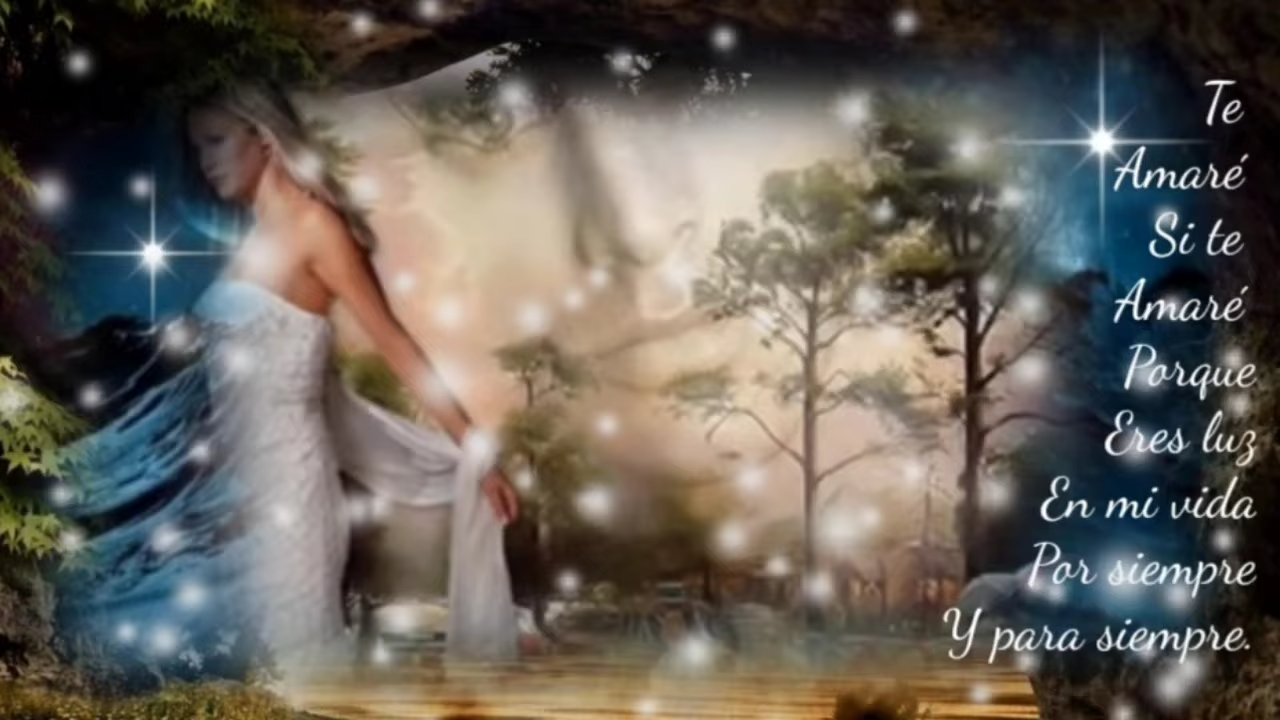 Te
Amaré
Si te
Amaré
Porque
Eres luz
En mi vida
Por siempre
Y para siempre.